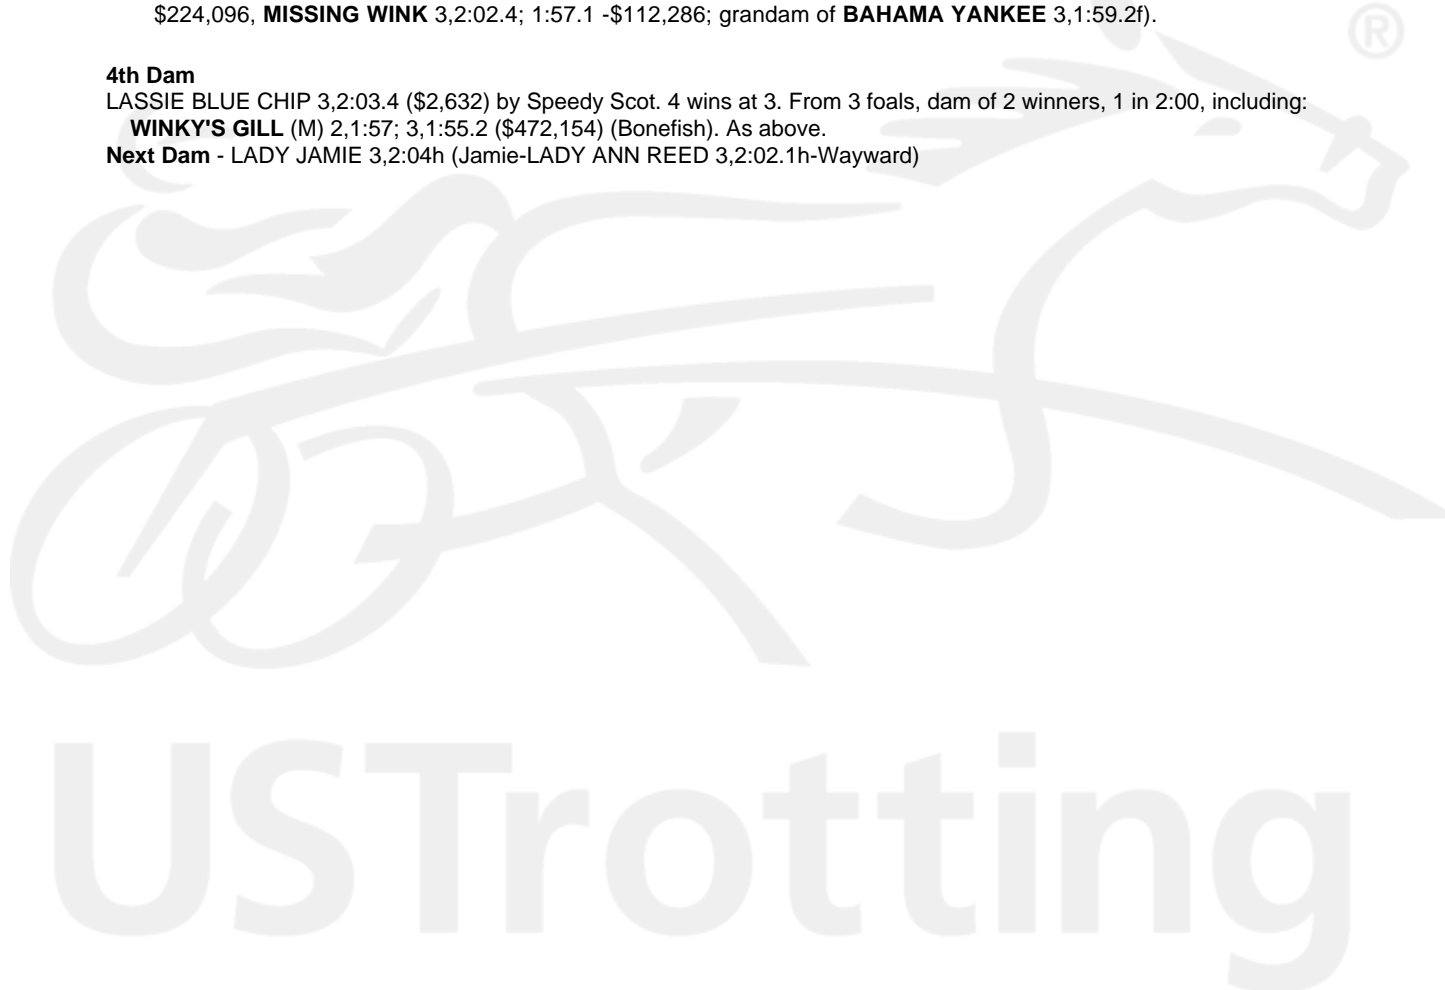 $224,096, MISSING WINK 3,2:02.4; 1:57.1 -$112,286; grandam of BAHAMA YANKEE 3,1:59.2f).
4th Dam
LASSIE BLUE CHIP 3,2:03.4 ($2,632) by Speedy Scot. 4 wins at 3. From 3 foals, dam of 2 winners, 1 in 2:00, including:
WINKY'S GILL (M) 2,1:57; 3,1:55.2 ($472,154) (Bonefish). As above.
Next Dam - LADY JAMIE 3,2:04h (Jamie-LADY ANN REED 3,2:02.1h-Wayward)
®
USTrotting